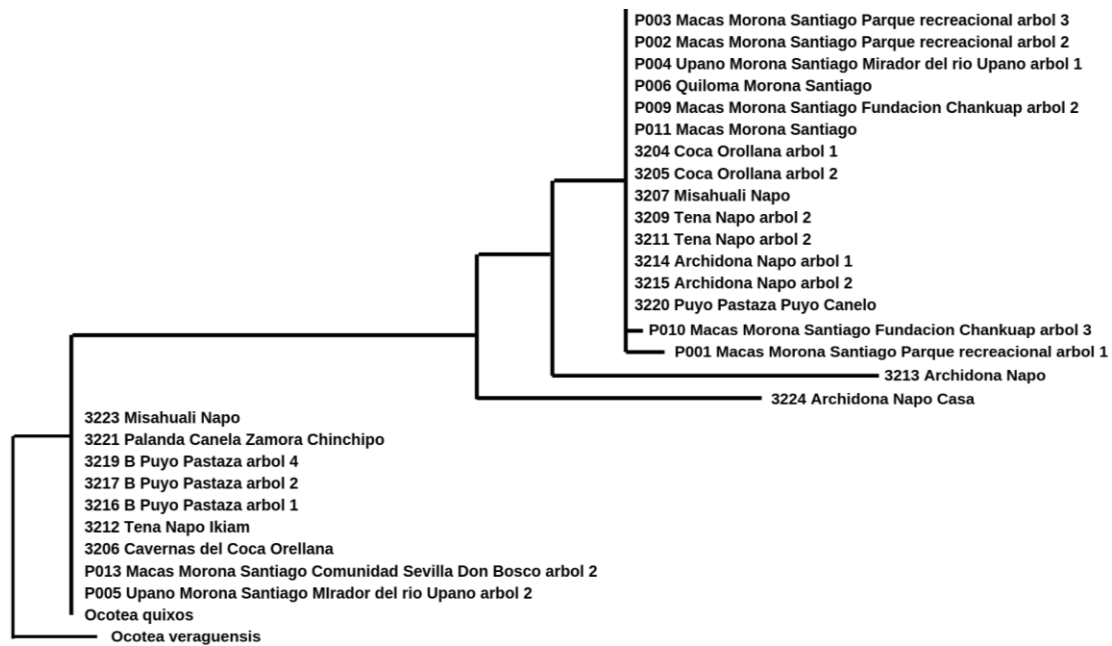 P003 Macas Morona Santiago Parque recreacional arbol 3
P002 Macas Morona Santiago Parque recreacional arbol 2
P004 Upano Morona Santiago Mirador del rio Upano arbol 1
P006 Quiloma Morona Santiago
P009 Macas Morona Santiago Fundacion Chankuap arbol 2
P011 Macas Morona Santiago
3204 Coca Orollana arbol 1
3205 Coca Orollana arbol 2
3207 Misahuali Napo
3209 Tena Napo arbol 2
3211 Tena Napo arbol 2
3214 Archidona Napo arbol 1
3215 Archidona Napo arbol 2
3220 Puyo Pastaza Puyo Canelo
P010 Macas Morona Santiago Fundacion Chankuap arbol 3
P001 Macas Morona Santiago Parque recreacional arbol 1
3213 Archidona Napo
3224 Archidona Napo Casa
3223 Misahuali Napo
3221 Palanda Canela Zamora Chinchipo
3219 B Puyo Pastaza arbol 4
3217 B Puyo Pastaza arbol 2
3216 B Puyo Pastaza arbol 1
3212 Tena Napo Ikiam
3206 Cavernas del Coca Orellana
P013 Macas Morona Santiago Comunidad Sevilla Don Bosco arbol 2
P005 Upano Morona Santiago MIrador del rio Upano arbol 2
Ocotea quixos
Ocotea veraguensis